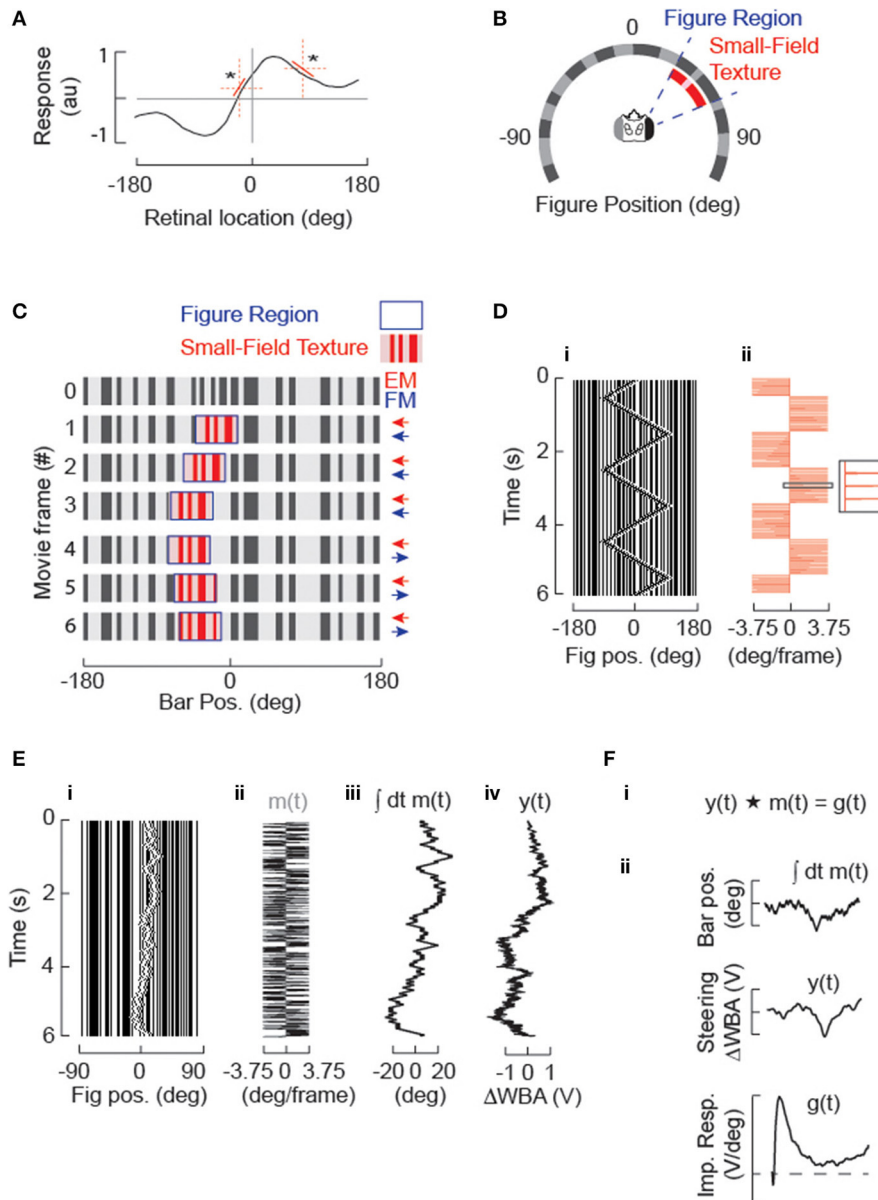 A
Response
(au)
1
-1
*
*
-180
0
180
Retinal location (deg)
B
0
Figure Region
Small-Field
Texture
-90
90
Figure Position (deg)
C
Figure Region
Small-Field Texture
EM
FM
Movie frame (#)
0
1
2
3
4
5
6
-180
0
180
Bar Pos. (deg)
D
i
ii
Time (s)
0
2
4
6
-180
0
180
Fig pos. (deg)
-3.75
0
3.75
(deg/frame)
E
i
ii
iii
iv
m(t)
∫ dt m(t)
y(t)
Time (s)
0
2
4
6
-90
0
90
Fig pos. (deg)
-3.75
0
3.75
(deg/frame)
-20
0
20
(deg)
-1
0
1
ΔWBA (V)
F
i
y(t) ★ m(t) = g(t)
ii
∫ dt m(t)
Bar pos.
(deg)
y(t)
Steering
ΔWBA (V)
g(t)
Imp. Resp.
(V/deg)